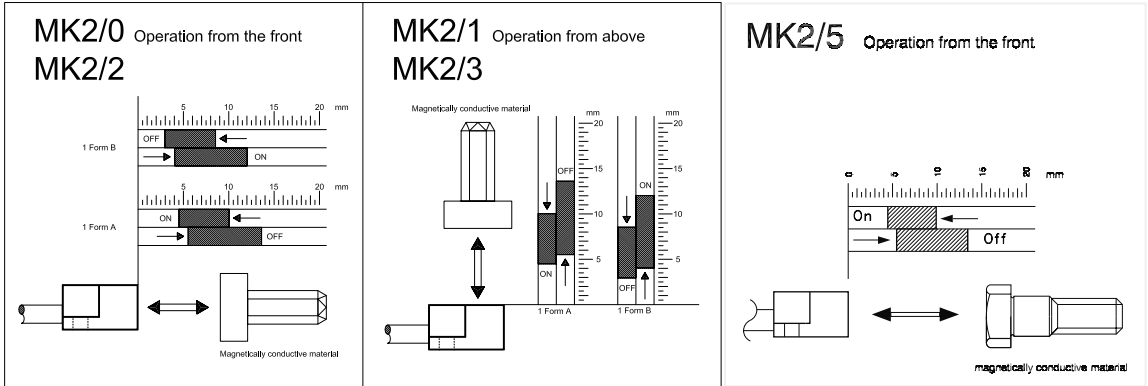 MK2/0 Operation from the front
MK2/2
5 10 15 20 mm
OFF
1 Form B
ON
5 10 15 20 mm
ON
1 Form A
OFF
Magnetically conductive material
MK2/1 Operation from above
MK2/3
Magnetically conductive material
mm
20
15
10
5
OFF
ON
1 Form A
mm
20
15
10
5
ON
OFF
1 Form B
MK2/5 Operation from the front
0 5 10 15 20 mm
On
Off
magnetically conductive material